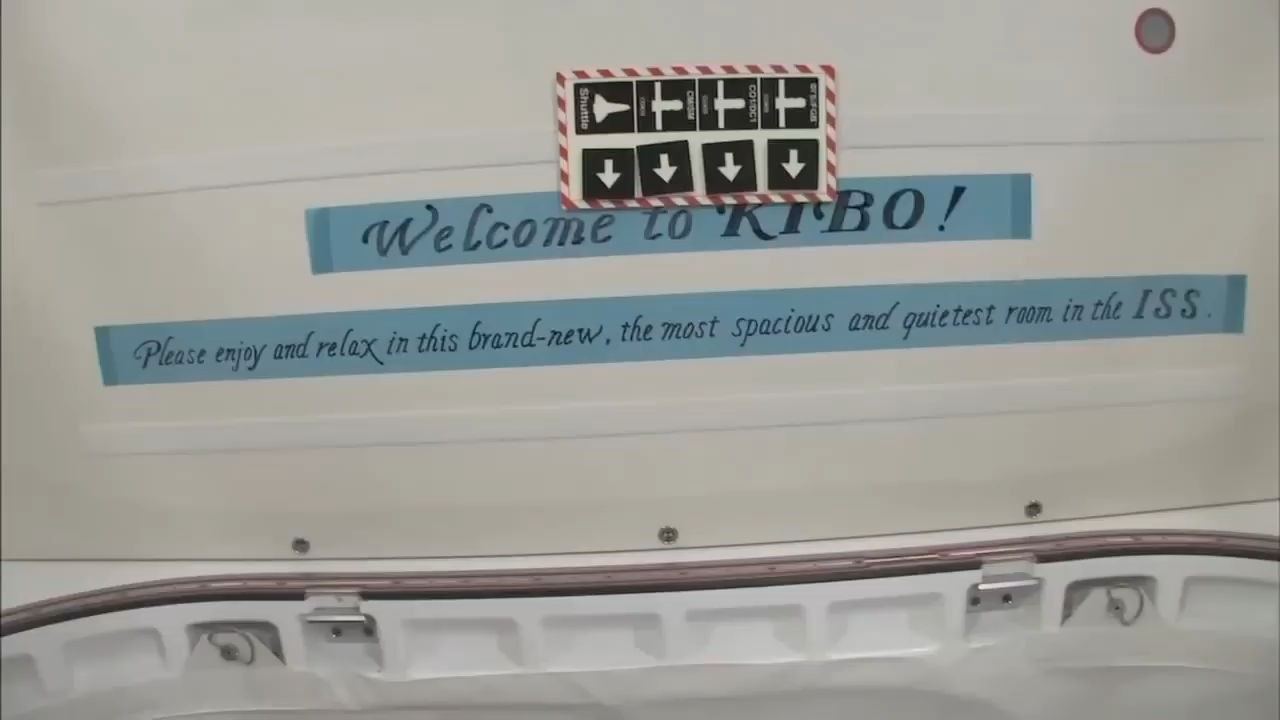 Shuttle
Welcome to KIBO!
Please enjoy and relax in this brand-new, the most spacious and quietest room in the ISS.